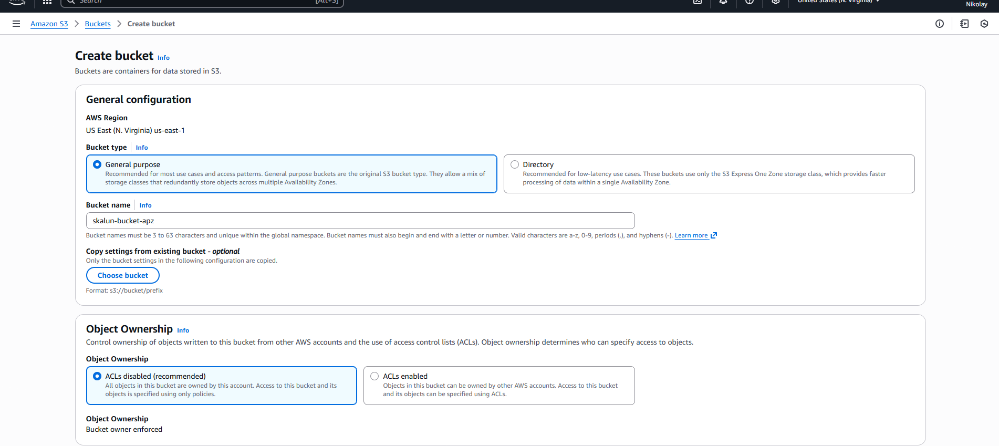 Search
[Alt+S]
United States (N. Virginia)
Nikolay
Amazon S3
Buckets
Create bucket
Create bucket Info
Buckets are containers for data stored in S3.
General configuration
AWS Region
US East (N. Virginia) us-east-1
Bucket type Info
General purpose
Recommended for most use cases and access patterns. General purpose buckets are the original S3 bucket type. They allow a mix of
storage classes that redundantly store objects across multiple Availability Zones.
Directory
Recommended for low-latency use cases. These buckets use only the S3 Express One Zone storage class, which provides faster
processing of data within a single Availability Zone.
Bucket name Info
skalun-bucket-apz
Bucket names must be 3 to 63 characters and unique within the global namespace. Bucket names must also begin and end with a letter or number. Valid characters are a-z, 0-9, periods (.), and hyphens (-). Learn more
Copy settings from existing bucket - optional
Only the bucket settings in the following configuration are copied.
Choose bucket
Format: s3://bucket/prefix
Object Ownership Info
Control ownership of objects written to this bucket from other AWS accounts and the use of access control lists (ACLs). Object ownership determines who can specify access to objects.
Object Ownership
ACLs disabled (recommended)
All objects in this bucket are owned by this account. Access to this bucket and its
objects is specified using only policies.
ACLs enabled
Objects in this bucket can be owned by other AWS accounts. Access to this bucket
and its objects can be specified using ACLs.
Object Ownership
Bucket owner enforced